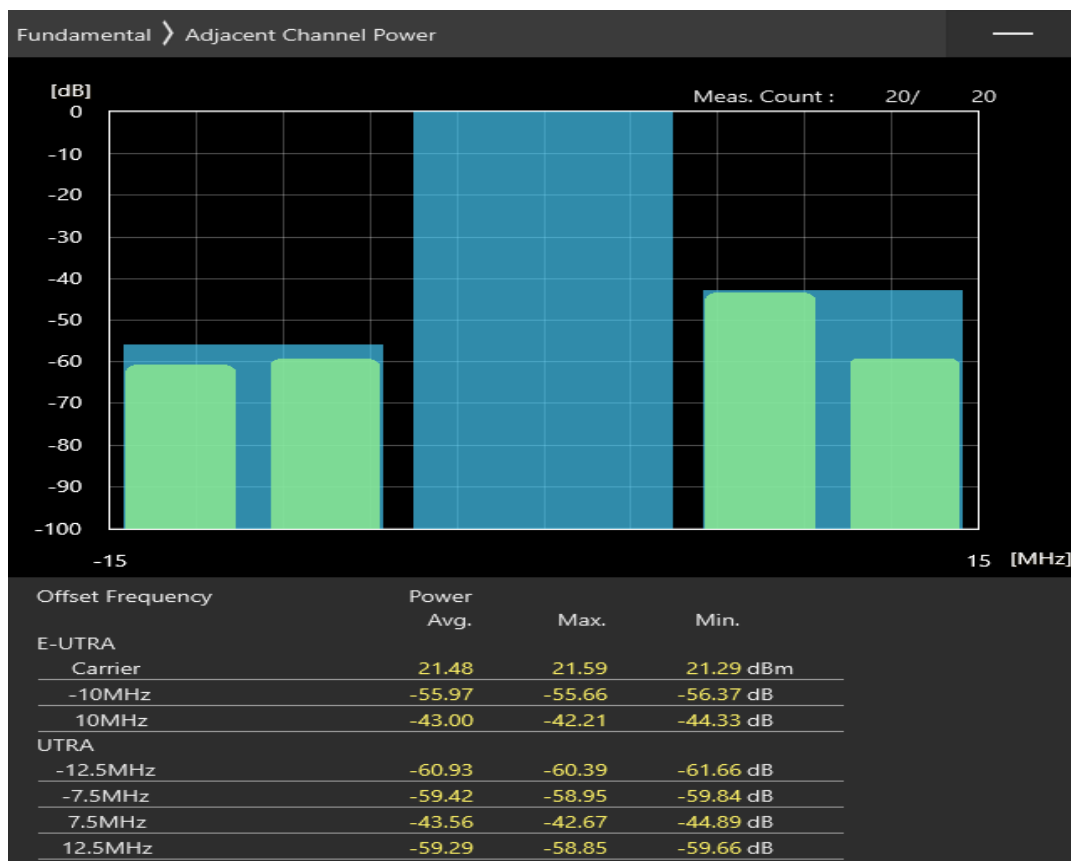 Fundamental 〉 Adjacent Channel Power
[dB]
Meas. Count : 20/ 20
0
-10
-20
-30
-40
-50
-60
-70
-80
-90
-100
-15 15 [MHz]
Offset Frequency Power
Avg. Max. Min.
E-UTRA
Carrier 21.48 21.59 21.29 dBm
-10MHz -55.97 -55.66 -56.37 dB
10MHz -43.00 -42.21 -44.33 dB
UTRA
-12.5MHz -60.93 -60.39 -61.66 dB
-7.5MHz -59.42 -58.95 -59.84 dB
7.5MHz -43.56 -42.67 -44.89 dB
12.5MHz -59.29 -58.85 -59.66 dB